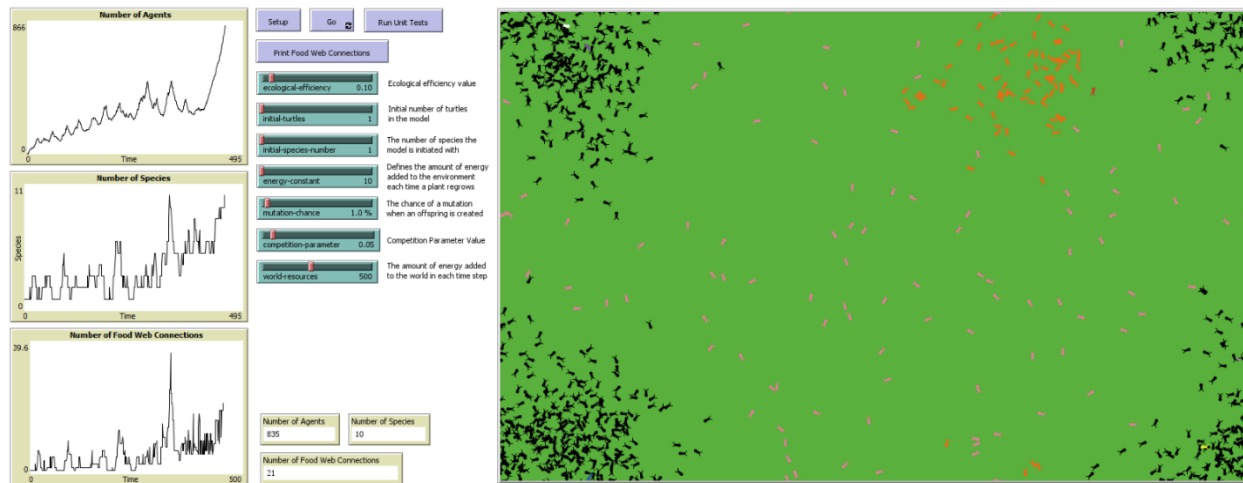 Number of Agents
866
0
0
Time
495
Number of Species
11
Species
0
0
Time
495
Number of Food Web Connections
39.6
0
0
Time
500
Setup
Go
Run Unit Tests
Print Food Web Connections
ecological-efficiency 0.10
Ecological efficiency value
initial-turtles 1
Initial number of turtles
in the model
initial-species-number 1
The number of species the
model is initiated with
energy-constant 10
Defines the amount of energy
added to the environment
each time a plant regrows
mutation-chance 1.0 %
The chance of a mutation
when an offspring is created
competition-parameter 0.05
Competition Parameter Value
world-resources 500
The amount of energy added
to the world in each time step
Number of Agents
835
Number of Species
10
Number of Food Web Connections
21